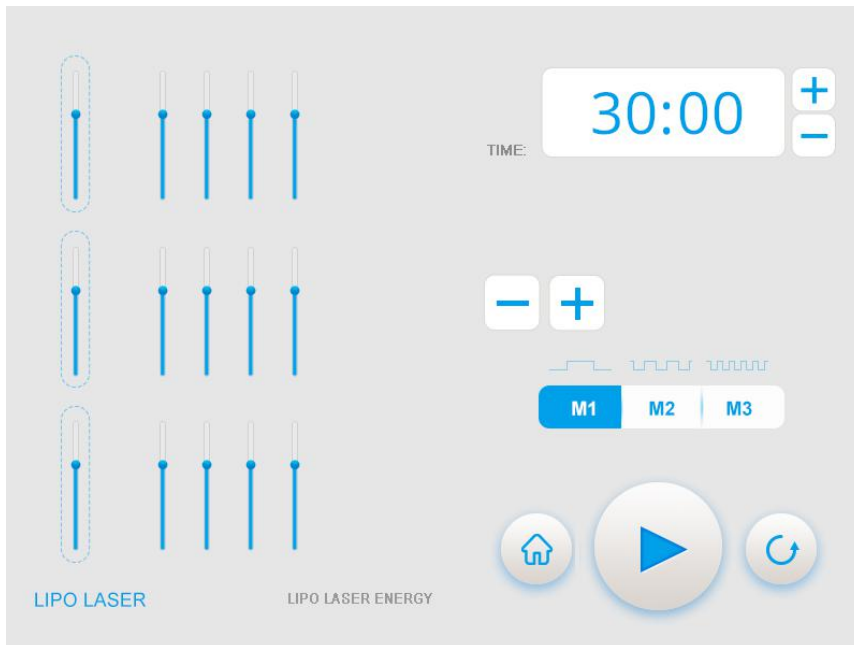 30:00
TIME:
M1 M2 M3
LIPO LASER
LIPO LASER ENERGY